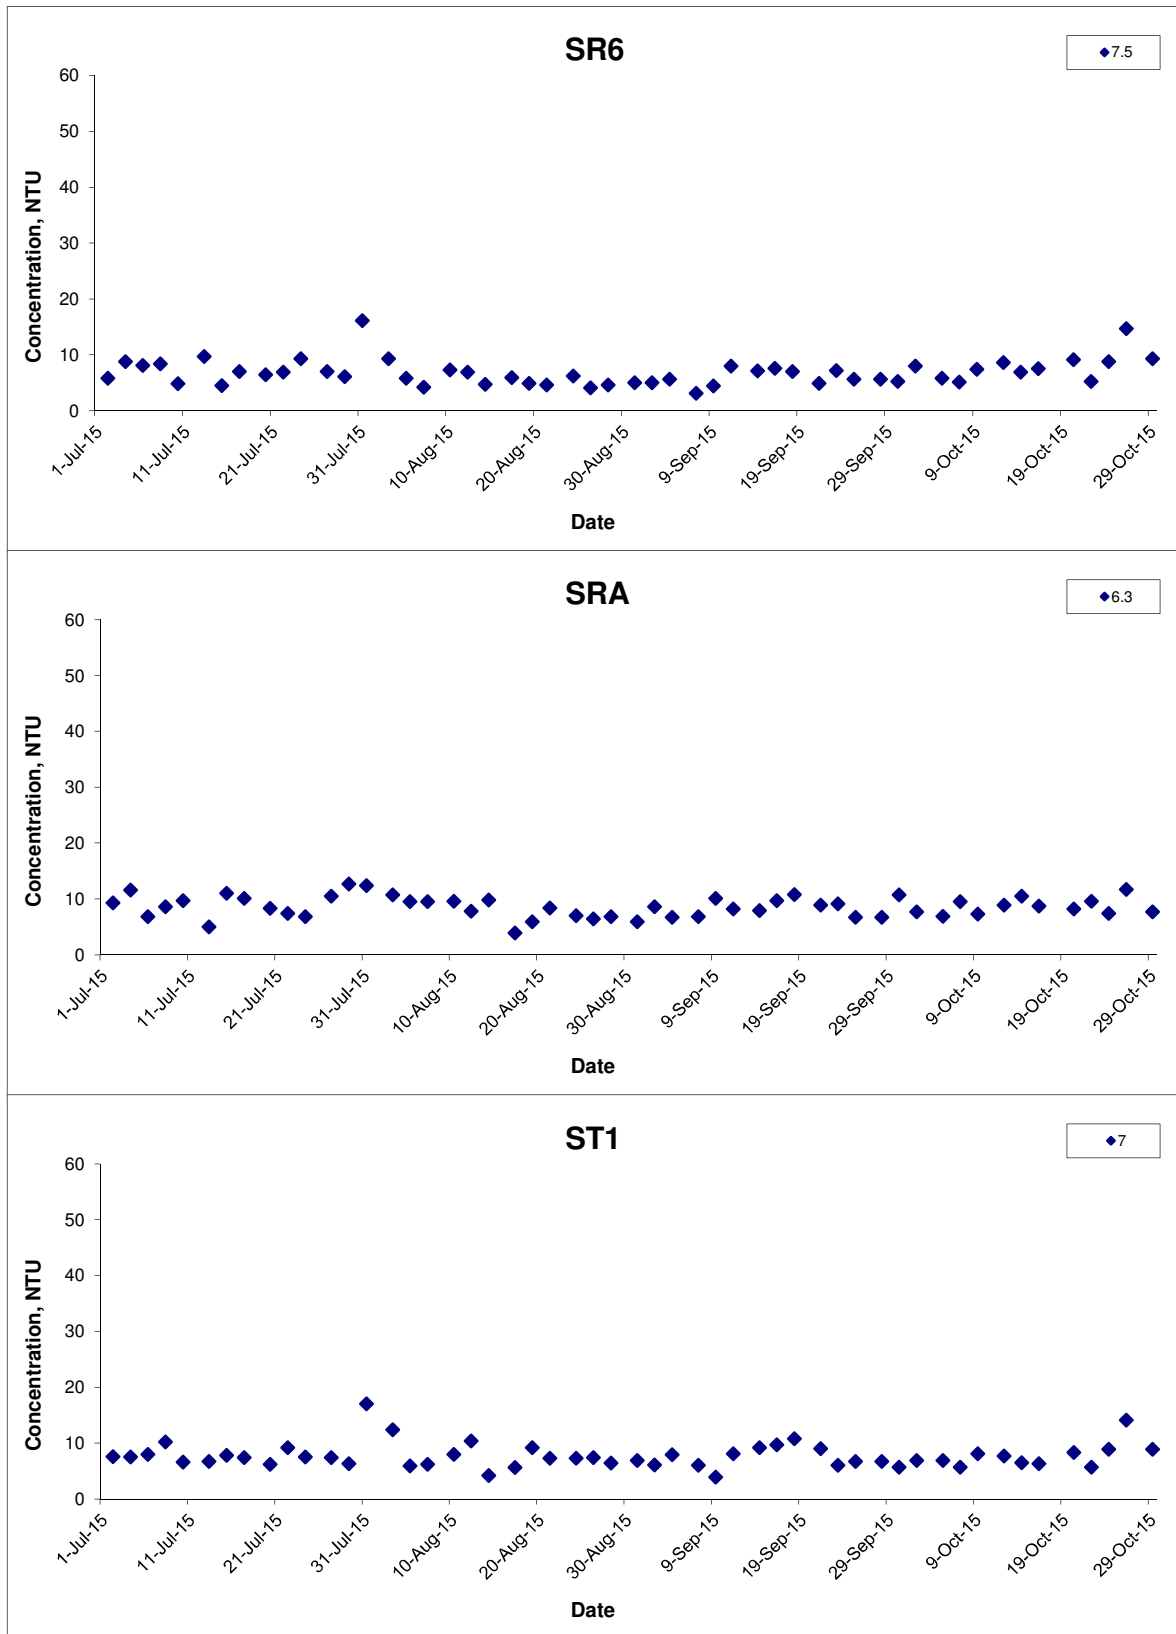 SR6
7.5
60
50
40
30
20
10
0
Concentration, NTU
1-Jul-15
11-Jul-15
21-Jul-15
31-Jul-15
10-Aug-15
20-Aug-15
30-Aug-15
9-Sep-15
19-Sep-15
29-Sep-15
9-Oct-15
19-Oct-15
29-Oct-15
Date
SRA
6.3
60
50
40
30
20
10
0
Concentration, NTU
1-Jul-15
11-Jul-15
21-Jul-15
31-Jul-15
10-Aug-15
20-Aug-15
30-Aug-15
9-Sep-15
19-Sep-15
29-Sep-15
9-Oct-15
19-Oct-15
29-Oct-15
Date
ST1
7
60
50
40
30
20
10
0
Concentration, NTU
1-Jul-15
11-Jul-15
21-Jul-15
31-Jul-15
10-Aug-15
20-Aug-15
30-Aug-15
9-Sep-15
19-Sep-15
29-Sep-15
9-Oct-15
19-Oct-15
29-Oct-15
Date